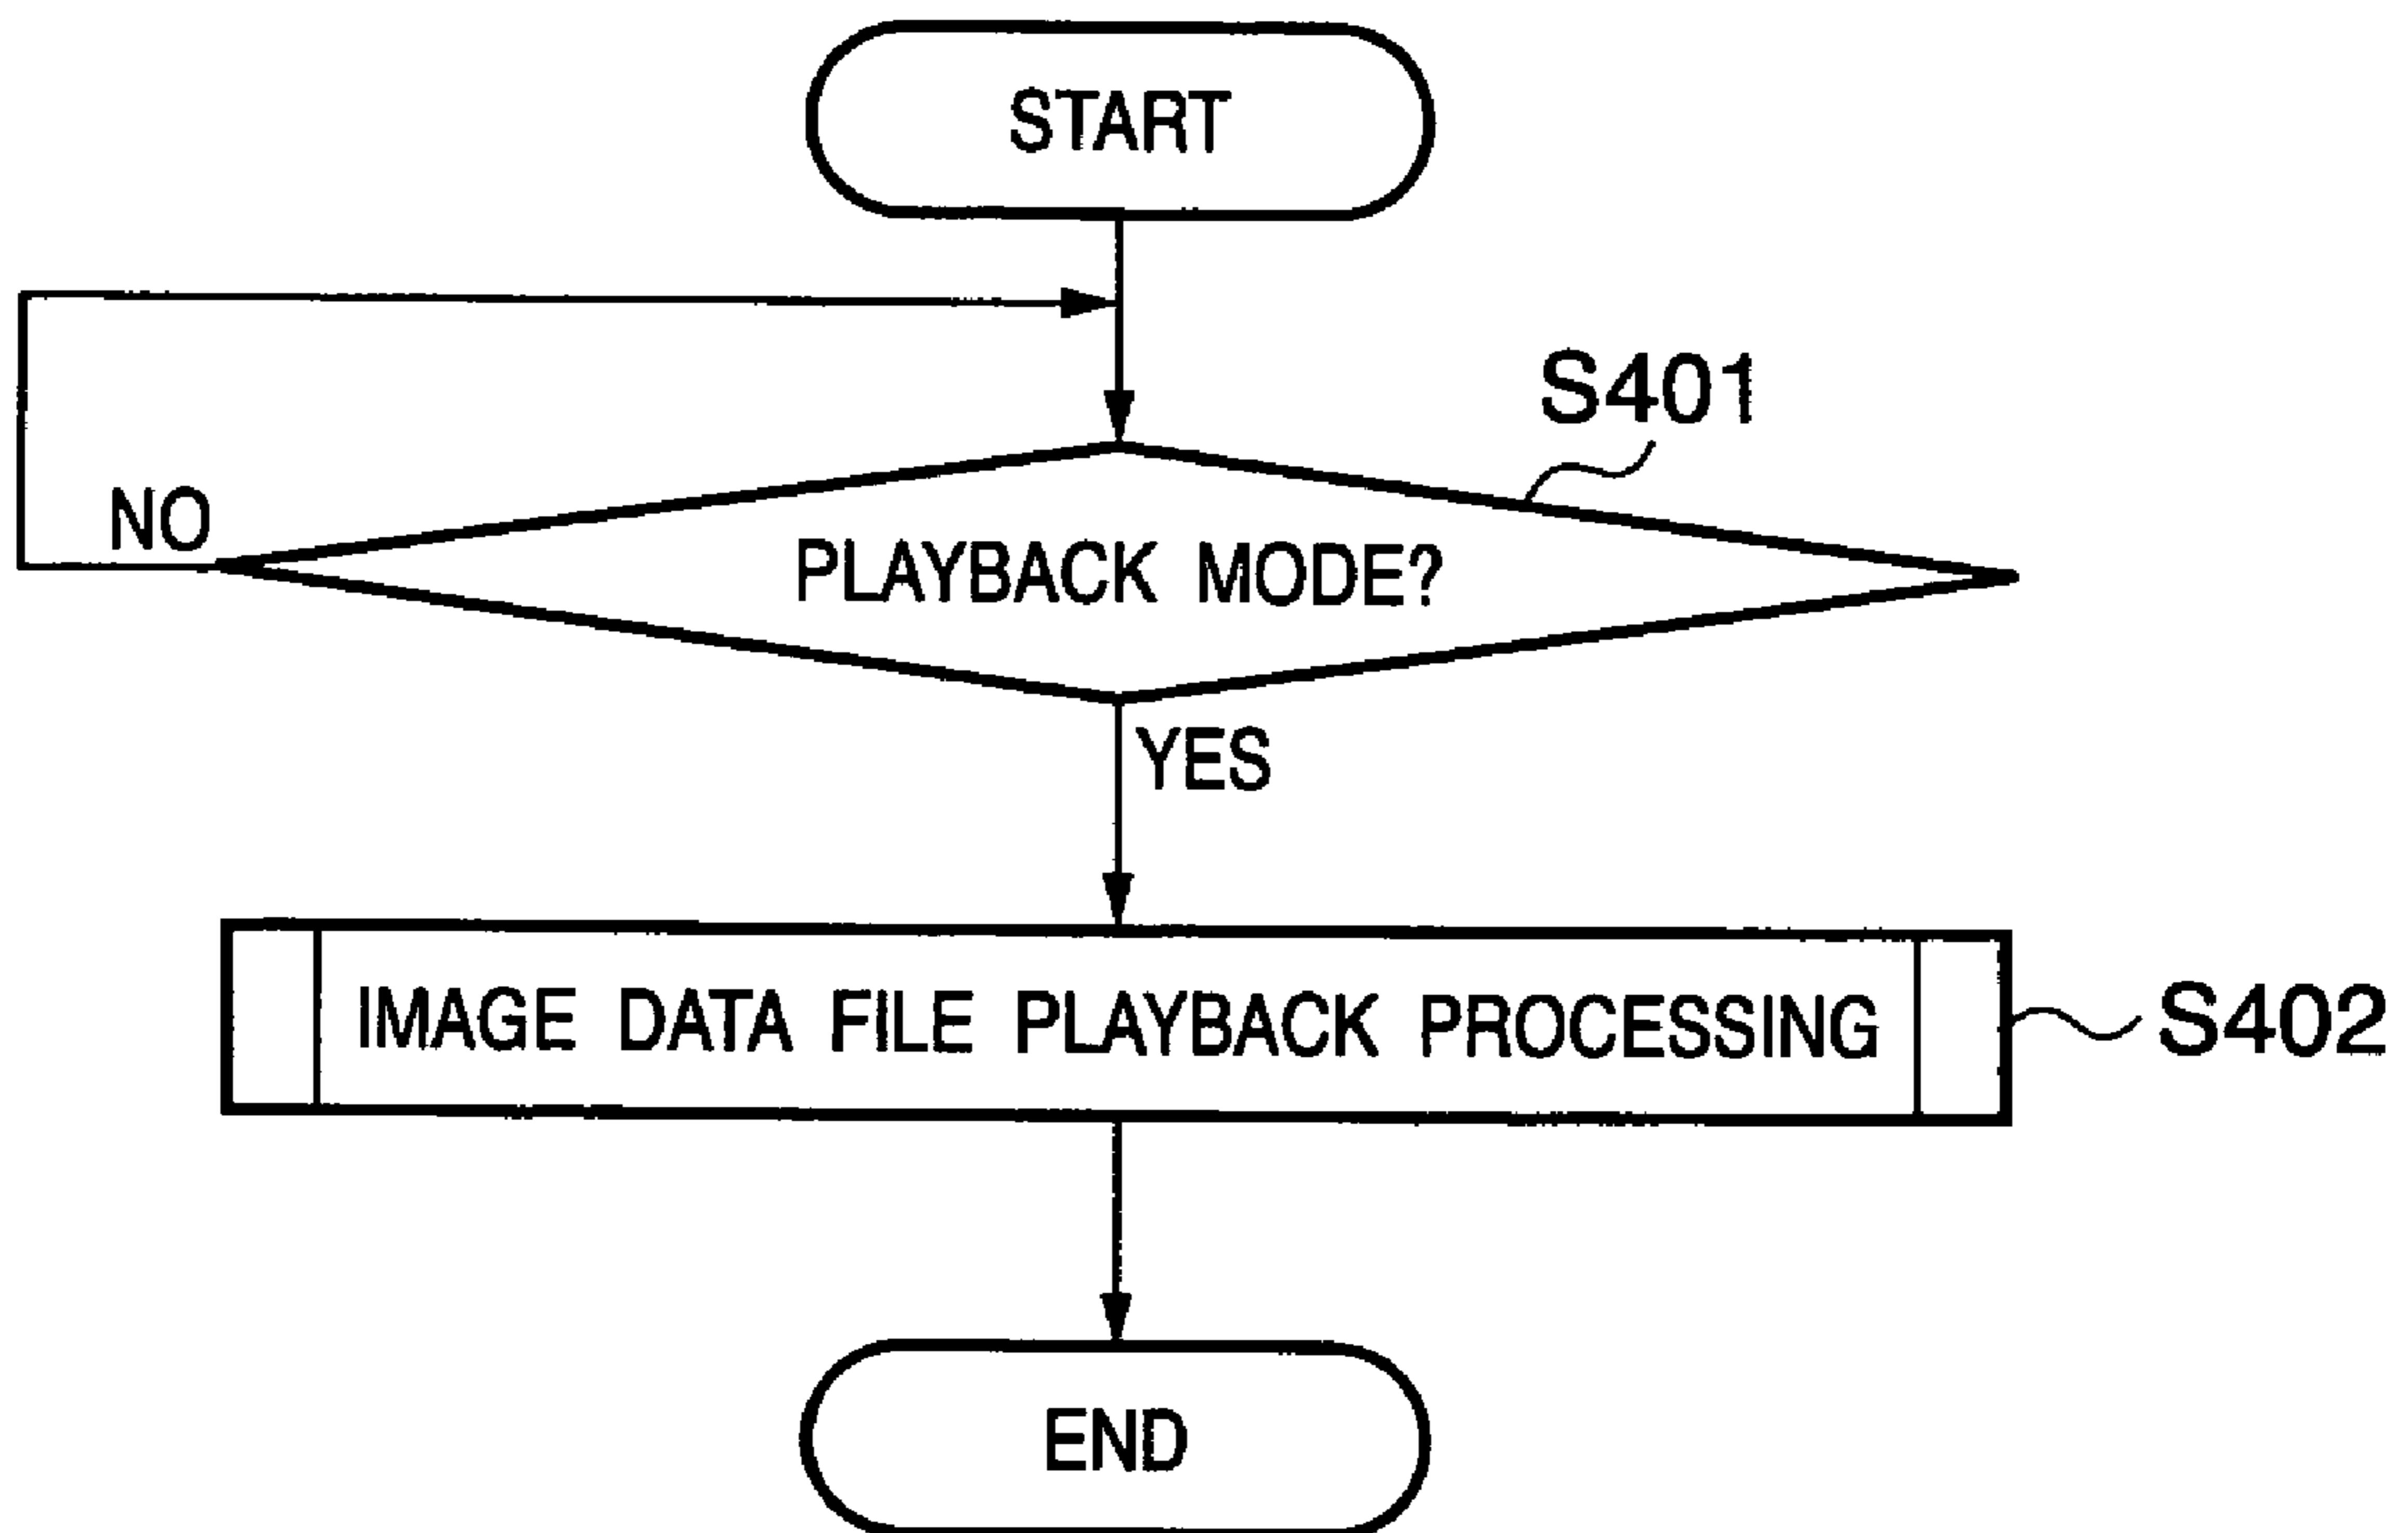 START
S401
NO
PLAYBACK MODE?
YES
IMAGE DATA FILE PLAYBACK PROCESSING
S402
END